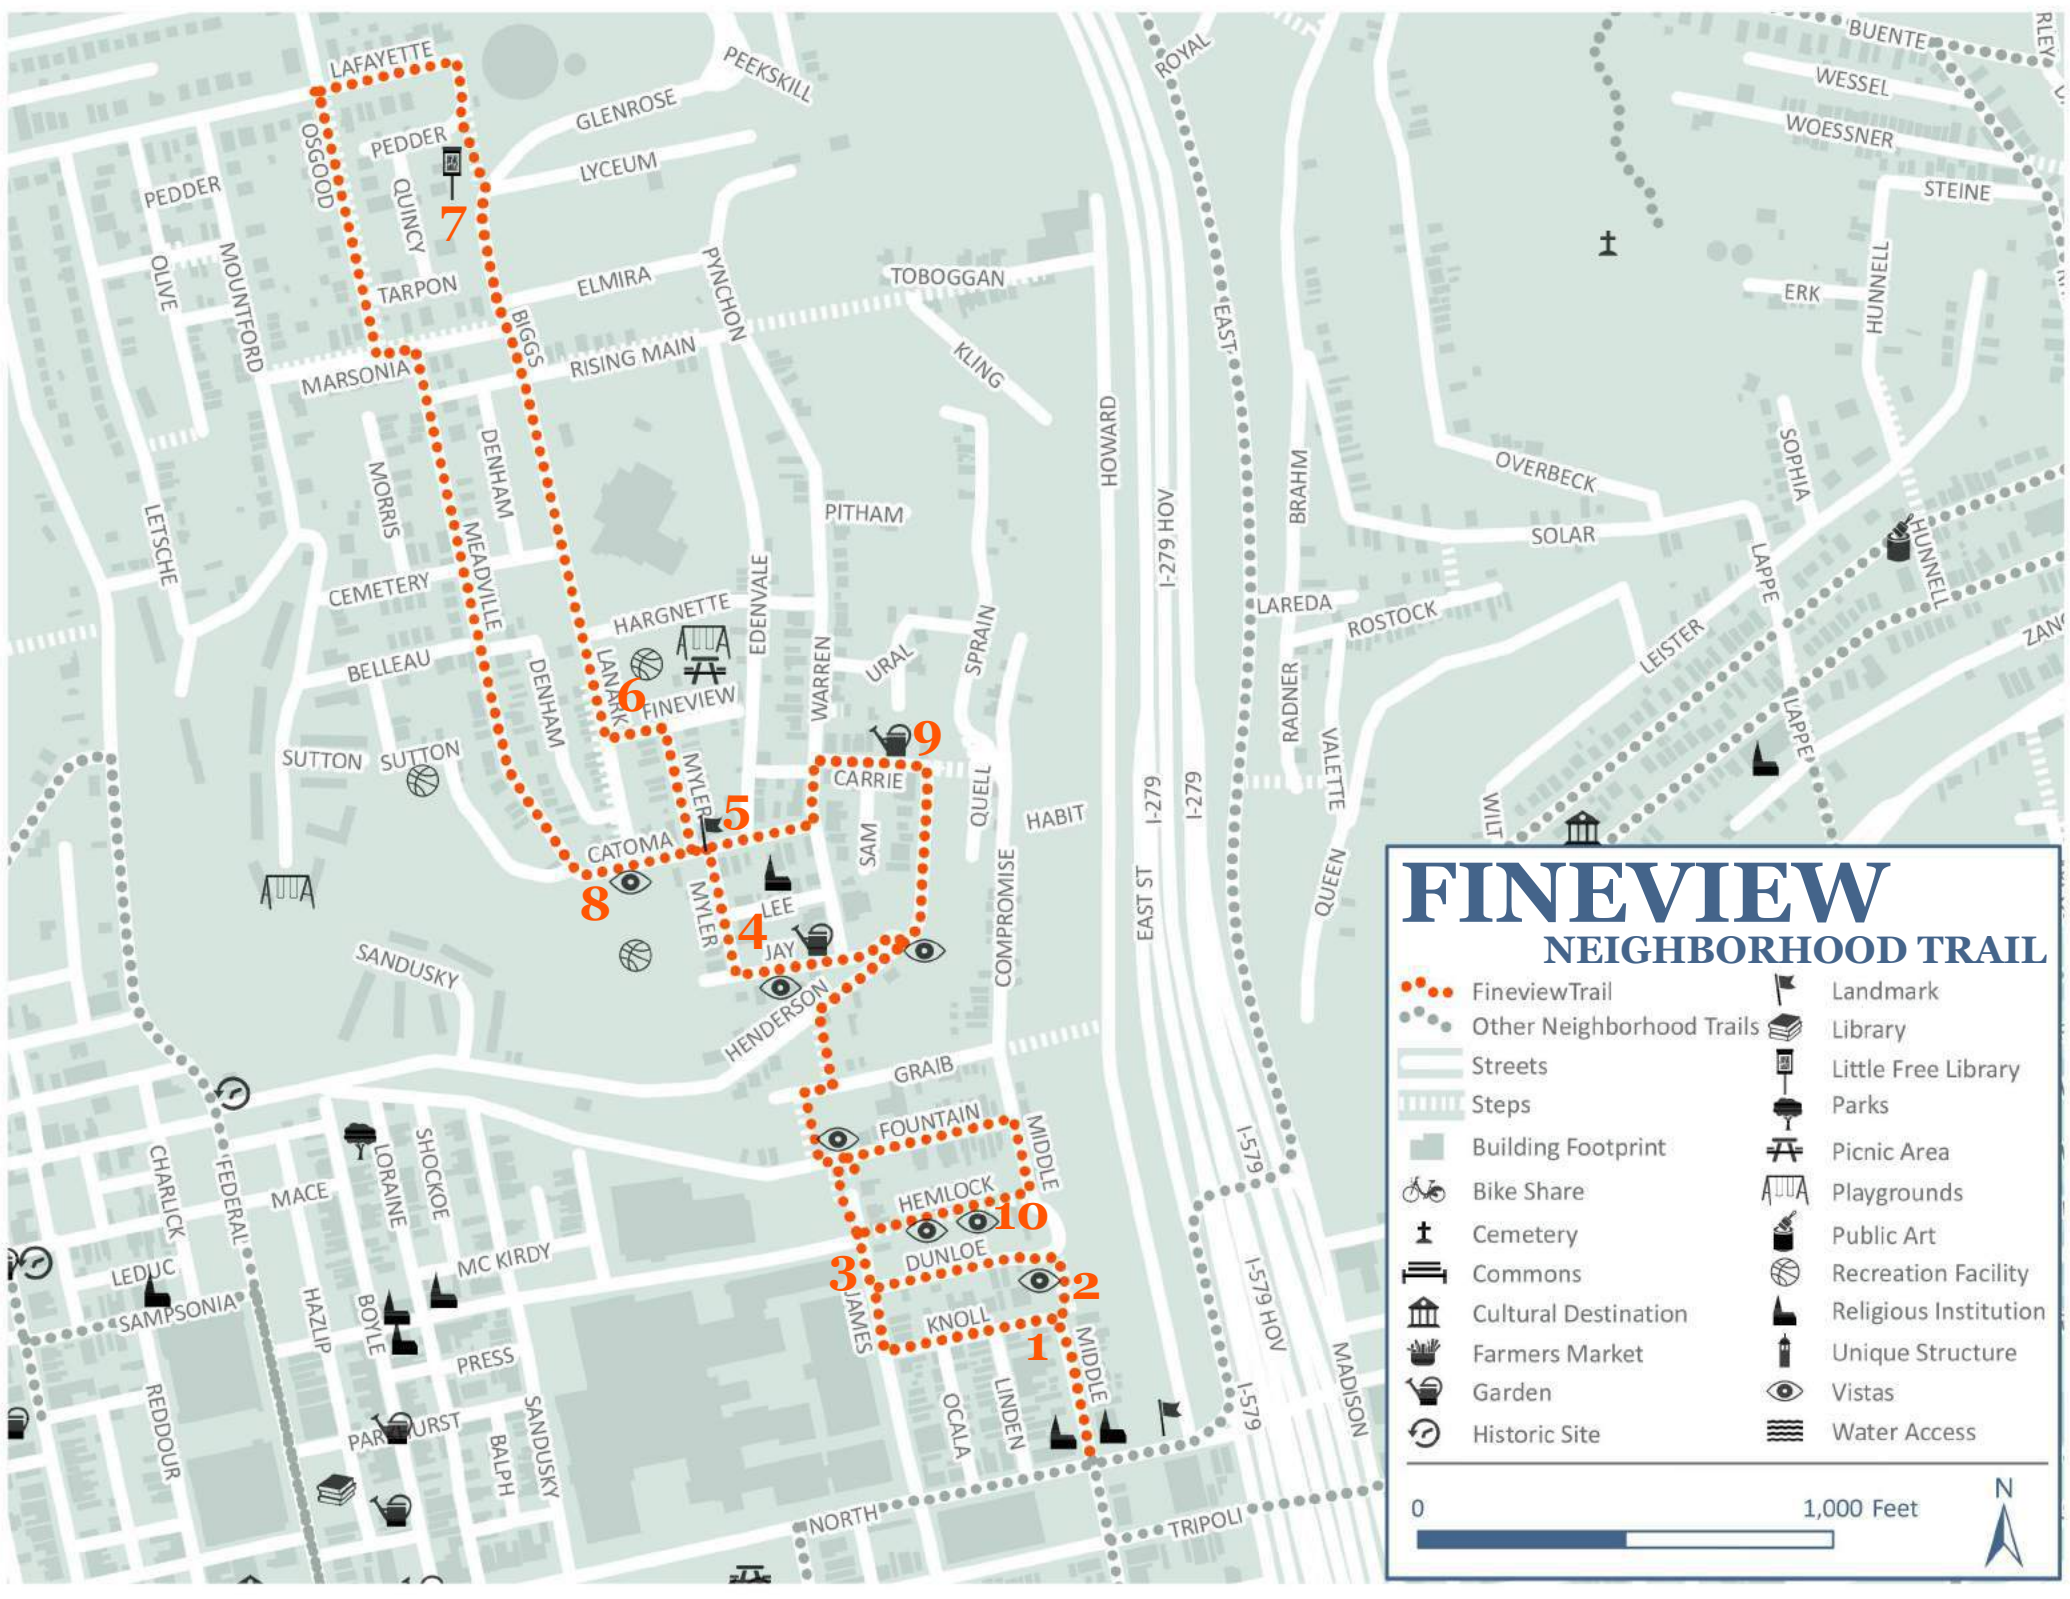 LAFAYETTE
PEEKSKILL
ROYAL
BUENTE
WESSEL
WOESSNER
STEINE
OSGOOD
PEDDER
GLENROSE
LYCEUM
PEDDER
QUINCY
7
OLIVE
MOUNTFORD
TARPON
ELMIRA
PYNCHON
TOBOGGAN
EAST
ERK
HUNNELL
BIGGS
MARSONIA
RISING MAIN
KLING
HOWARD
DENHAM
MORRIS
LETSCHE
MEADVILLE
CEMETERY
PITHAM
I-279 HOV
BRAHM
OVERBECK
SOLAR
SOPHIA
LAPPE
HUNNELL
HARGNETTE
EDENVALE
WARREN
URAL
SPRAIN
LAREDA
ROSTOCK
LEISTER
BELLEAU
DENHAM
LANARK
6
FINEVIEW
RADNER
VALETTE
LAPPE
SUTTON
SUTTON
MYLER
9
CARRIE
QUELL
HABIT
I-279
I-279
WILT
5
SAM
CATOMA
8
MYLER
LEE
4
JAY
COMPROMISE
EAST ST
QUEEN
SANDUSKY
HENDERSON
GRAIB
FOUNTAIN
MIDDLE
I-579
CHARLICK
FEDERAL
MACE
LORAINE
SHOCKOE
HEMLOCK
10
MC KIRDY
LEDUC
SAMPSONIA
HAZLIP
BOYLE
3
JAMES
DUNLOE
2
KNOLL
1
MIDDLE
I-579 HOV
MADISON
PRESS
REDDOUR
BALPH
SANDUSKY
OCALA
LINDEN
I-579
NORTH
TRIPOLI
FINEVIEW
NEIGHBORHOOD TRAIL
FineviewTrail
Other Neighborhood Trails
Streets
Steps
Building Footprint
Bike Share
Cemetery
Commons
Cultural Destination
Farmers Market
Garden
Historic Site
Landmark
Library
Little Free Library
Parks
Picnic Area
Playgrounds
Public Art
Recreation Facility
Religious Institution
Unique Structure
Vistas
Water Access
0
1,000 Feet
N